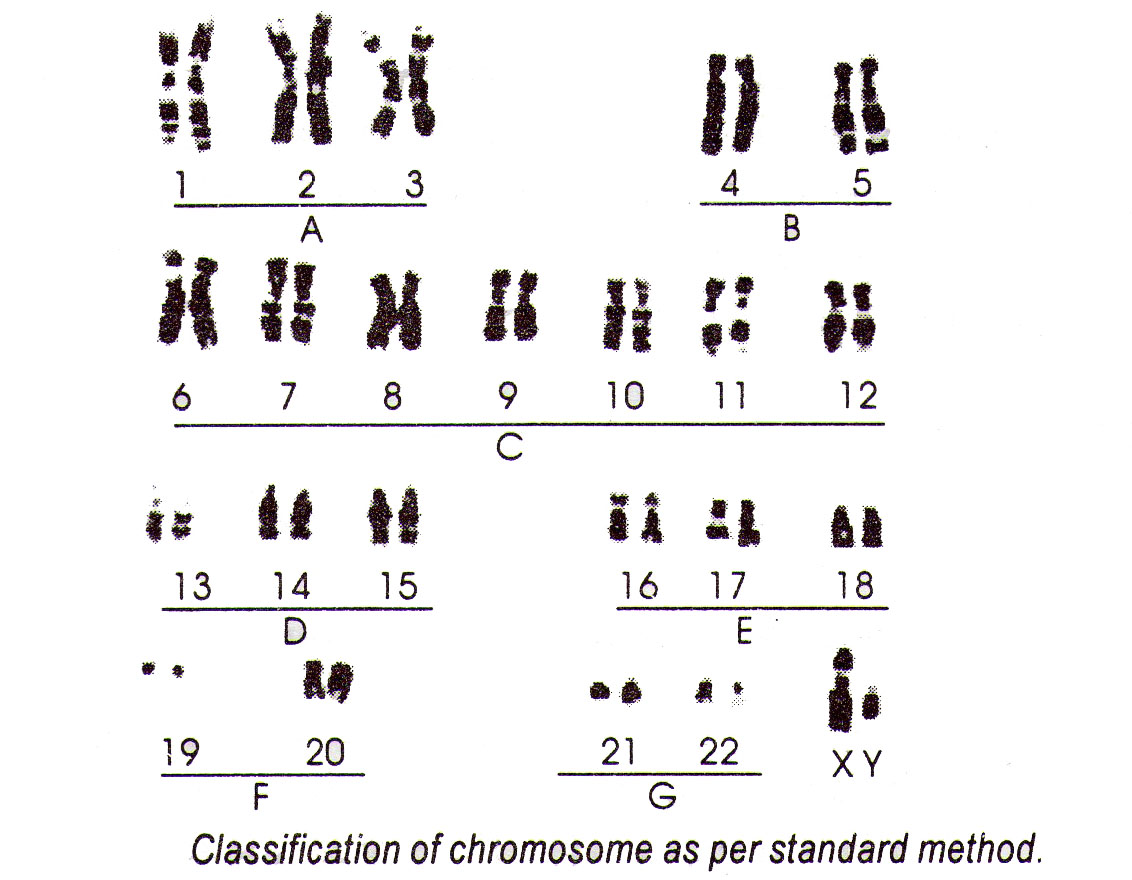 1 2 3 4 5
A B
6 7 8 9 10 11 12
C
13 14 15 16 17 18
D E
19 20 21 22 X Y
F G
Classification of chromosome as per standard method.